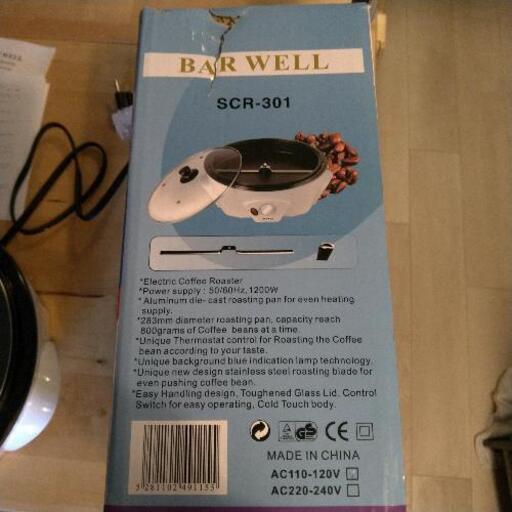 BAR WELL
SCR-301
*Electric Coffee Roaster
*Power supply : 50/60Hz, 1200W
*Aluminum die- cast roasting pan for even heating
supply.
*283mm diameter roasting pan, capacity reach
800grams of Coffee beans at a time.
*Unique Thermostat control for Roasting the Coffee
bean according to your taste.
*Unique background blue indication lamp technology.
*Unique new design stainless steel roasting blade for
even pushing coffee bean.
*Easy Handling design, Toughened Glass Lid, Control
Switch for easy operating, Cold Touch body.
GS
CE
MADE IN CHINA
AC110-120V
AC220-240V
5 281102 491153